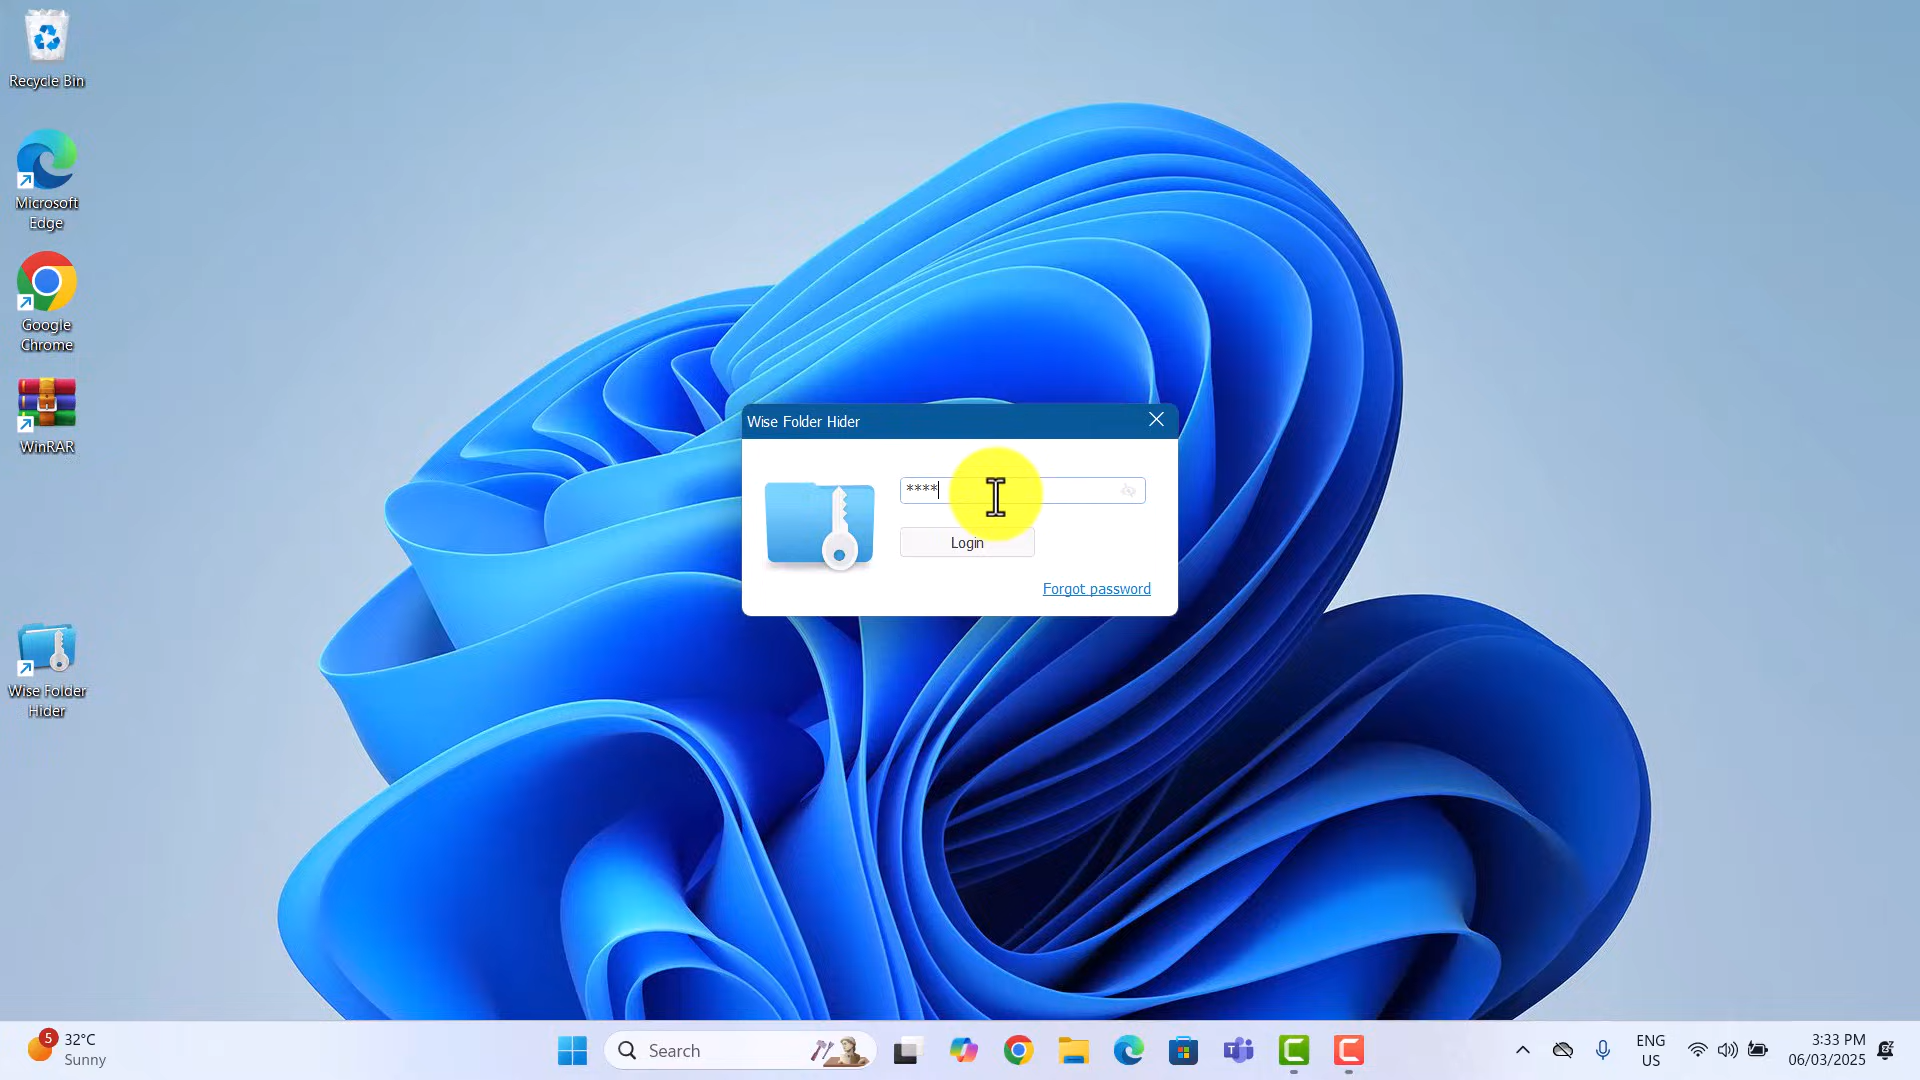 Recycle Bin
Microsoft
Edge
Google
Chrome
WinRAR
Wise Folder
Hider
Wise Folder Hider
****
Login
Forgot password
5
32°C
Sunny
Search
ENG
US
3:33 PM
06/03/2025